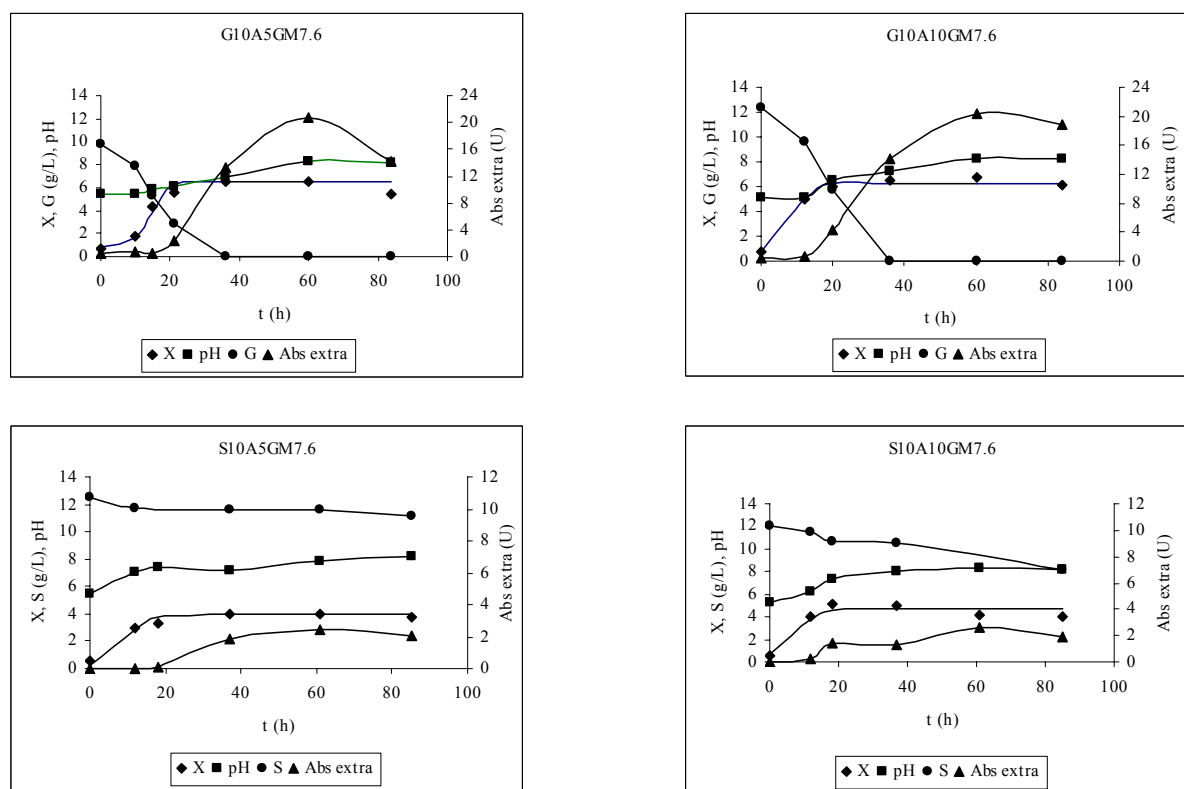 G10A5GM7.6
X, G (g/L), pH
14
12
10
8
6
4
2
0
24
20
16
12
8
4
0
Abs extra (U)
0 20 40 60 80 100
t (h)
X pH G Abs extra
G10A10GM7.6
X, G (g/L), pH
14
12
10
8
6
4
2
0
24
20
16
12
8
4
0
Abs extra (U)
0 20 40 60 80 100
t (h)
X pH G Abs extra
S10A5GM7.6
X, S (g/L), pH
14
12
10
8
6
4
2
0
12
10
8
6
4
2
0
Abs extra (U)
0 20 40 60 80 100
t (h)
X pH S Abs extra
S10A10GM7.6
X, S (g/L), pH
14
12
10
8
6
4
2
0
12
10
8
6
4
2
0
Abs extra (U)
0 20 40 60 80 100
t (h)
X pH S Abs extra